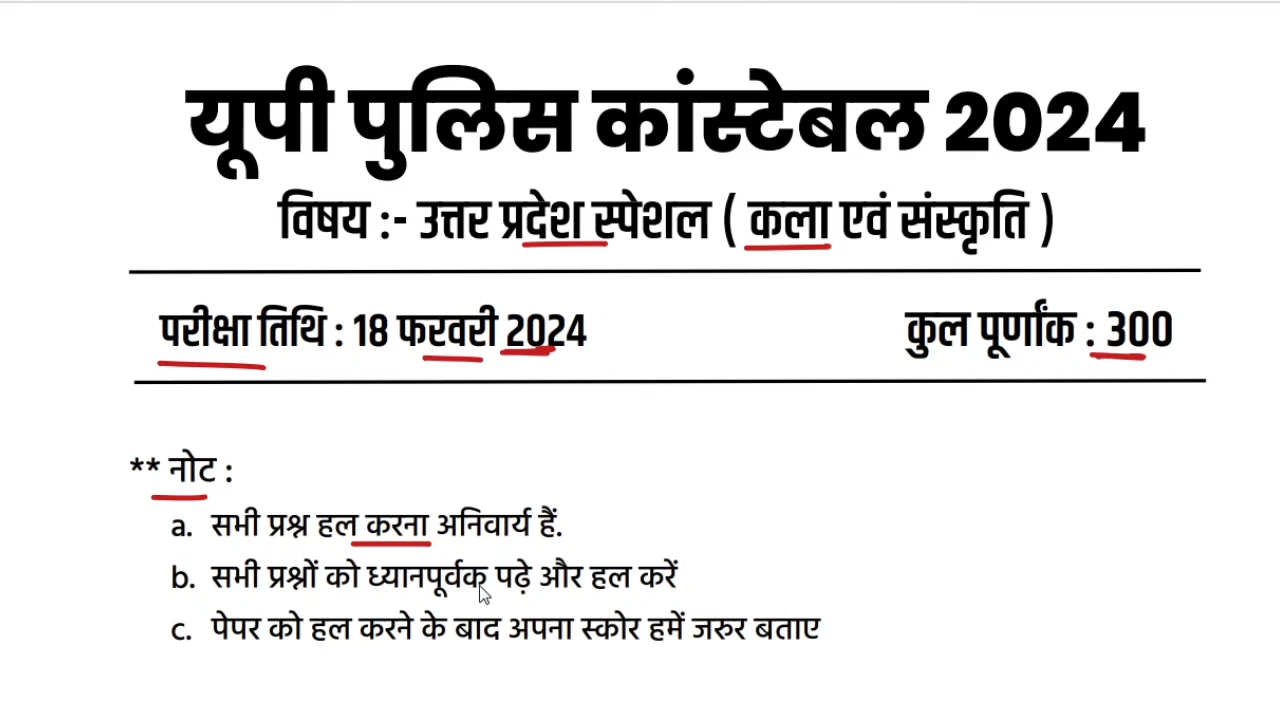 यूपी पुलिस कांस्टेबल 2024
विषय :- उत्तर प्रदेश स्पेशल ( कला एवं संस्कृति )
परीक्षा तिथि : 18 फरवरी 2024 कुल पूर्णांक : 300
** नोट :
a. सभी प्रश्न हल करना अनिवार्य हैं.
b. सभी प्रश्नों को ध्यानपूर्वक पढ़े और हल करें
c. पेपर को हल करने के बाद अपना स्कोर हमें जरुर बताए